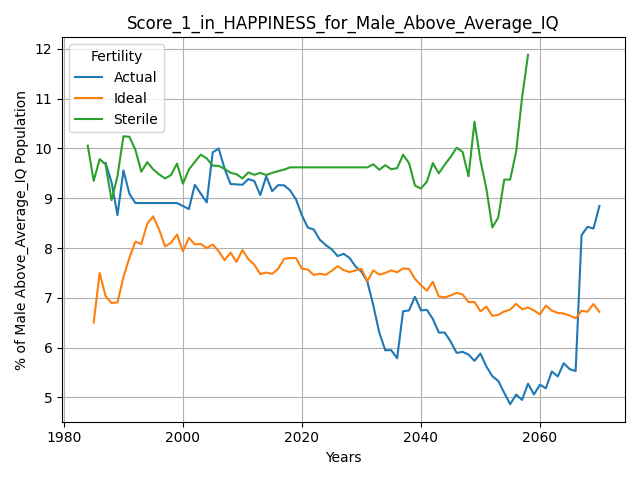 Score_1_in_HAPPINESS_for_Male_Above_Average_IQ
% of Male Above_Average_IQ Population
12
11
10
9
8
7
6
5
Fertility
Actual
Ideal
Sterile
1980 2000 2020 2040 2060
Years